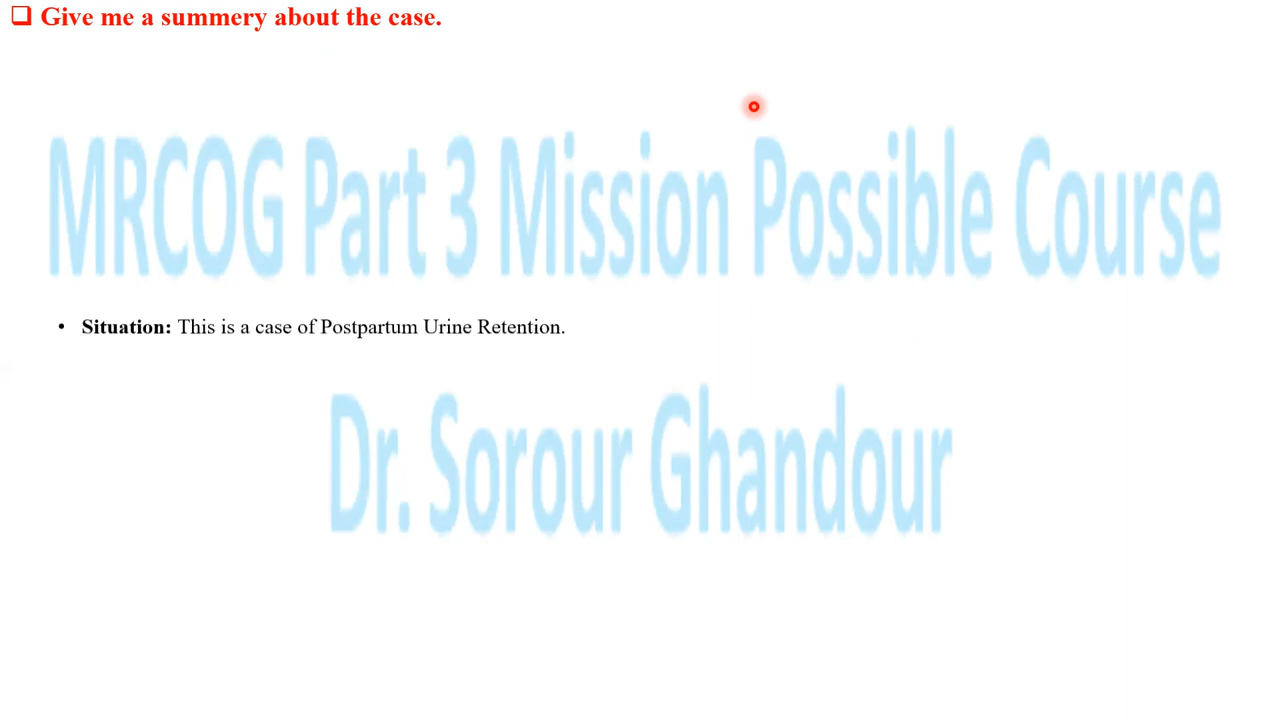 ❑ Give me a summery about the case.
MRCOG Part 3 Mission Possible Course
• Situation: This is a case of Postpartum Urine Retention.
Dr. Sorour Ghandour